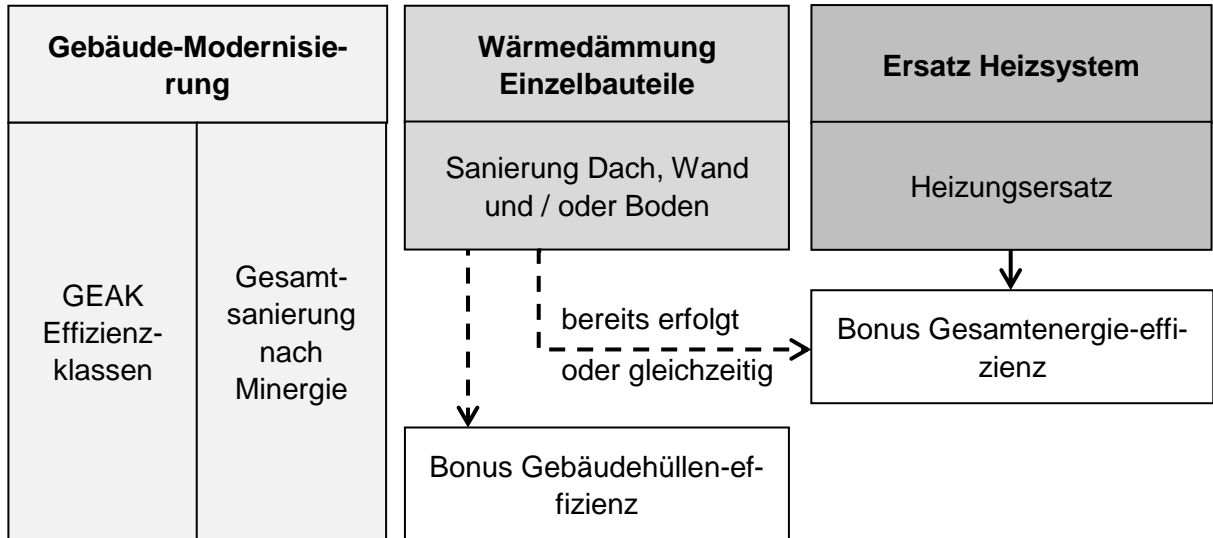 Gebäude-Modernisie-
rung
GEAK
Effizienz-
klassen
Gesamt-
sanierung
nach
Minergie
Wärmedämmung
Einzelbauteile
Sanierung Dach, Wand
und / oder Boden
bereits erfolgt
oder gleichzeitig
Bonus Gebäudehüllen-ef-
fizienz
Ersatz Heizsystem
Heizungsersatz
Bonus Gesamtenergie-effi-
zienz